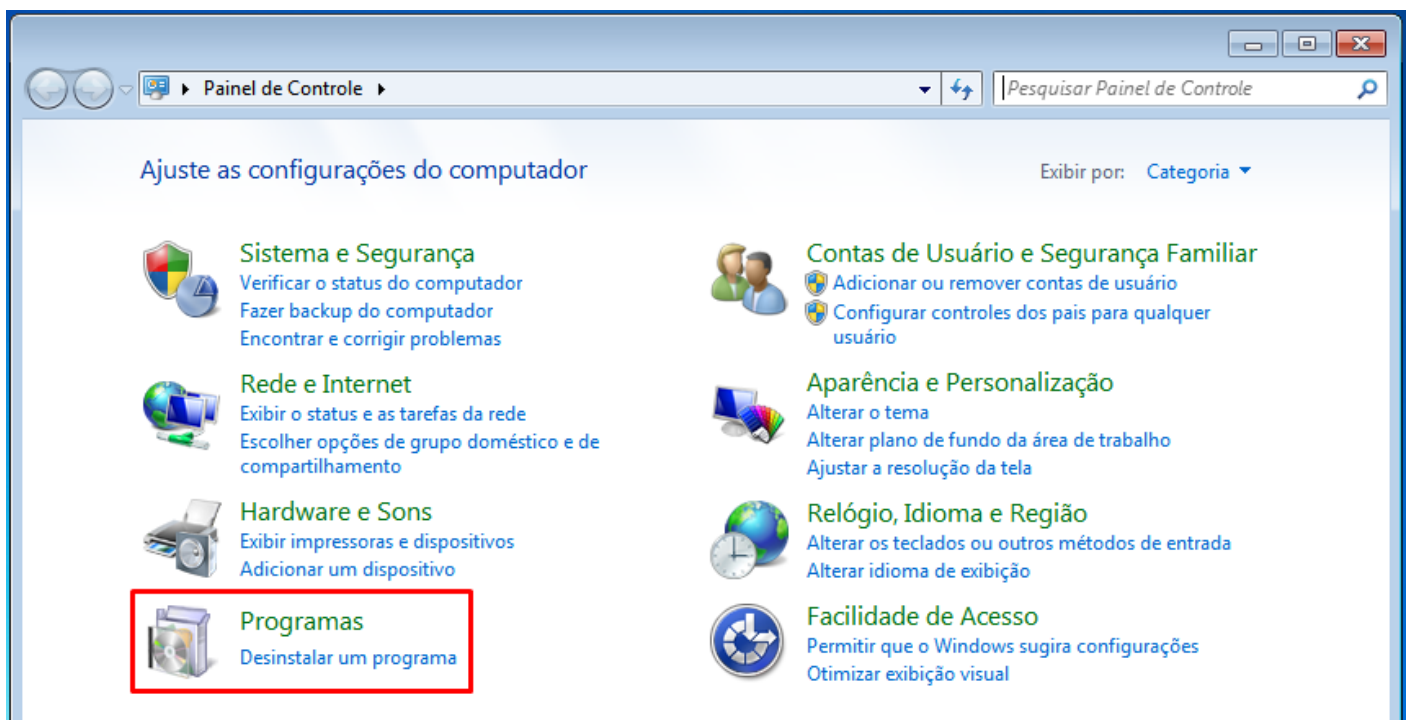 Painel de Controle
Pesquisar Painel de Controle
Ajuste as configurações do computador
Exibir por: Categoria
Sistema e Segurança
Verificar o status do computador
Fazer backup do computador
Encontrar e corrigir problemas
Rede e Internet
Exibir o status e as tarefas da rede
Escolher opções de grupo doméstico e de
compartilhamento
Hardware e Sons
Exibir impressoras e dispositivos
Adicionar um dispositivo
Programas
Desinstalar um programa
Contas de Usuário e Segurança Familiar
Adicionar ou remover contas de usuário
Configurar controles dos pais para qualquer
usuário
Aparência e Personalização
Alterar o tema
Alterar plano de fundo da área de trabalho
Ajustar a resolução da tela
Relógio, Idioma e Região
Alterar os teclados ou outros métodos de entrada
Alterar idioma de exibição
Facilidade de Acesso
Permitir que o Windows sugira configurações
Otimizar exibição visual